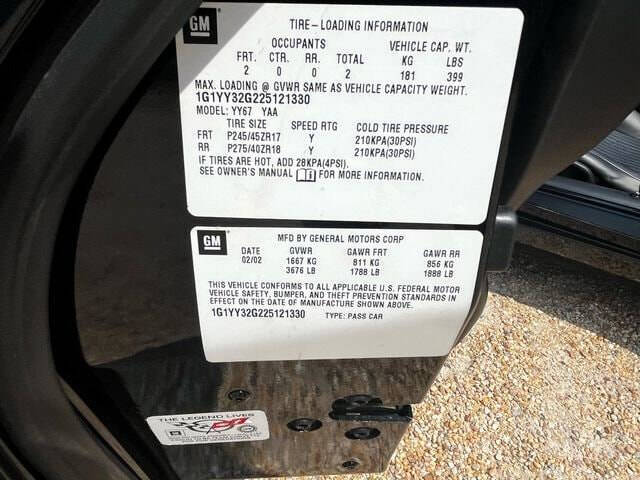 GM
TIRE-LOADING INFORMATION
OCCUPANTS VEHICLE CAP. WT.
FRT. CTR. RR. TOTAL KG LBS
2 0 0 2 181 399
MAX. LOADING @ GVWR SAME AS VEHICLE CAPACITY WEIGHT.
1G1YY32G225121330
MODEL: YY67 YAA
TIRE SIZE SPEED RTG COLD TIRE PRESSURE
FRT P245/45ZR17 Y 210KPA(30PSI)
RR P275/40ZR18 Y 210KPA(30PSI)
IF TIRES ARE HOT, ADD 28KPA(4PSI).
SEE OWNER'S MANUAL FOR MORE INFORMATION.
GM
MFD BY GENERAL MOTORS CORP
DATE GVWR GAWR FRT GAWR RR
02/02 1667 KG 811 KG 856 KG
3676 LB 1788 LB 1888 LB
THIS VEHICLE CONFORMS TO ALL APPLICABLE U.S. FEDERAL MOTOR
VEHICLE SAFETY, BUMPER, AND THEFT PREVENTION STANDARDS IN
EFFECT ON THE DATE OF MANUFACTURE SHOWN ABOVE.
1G1YY32G225121330 TYPE: PASS CAR
THE LEGEND LIVES